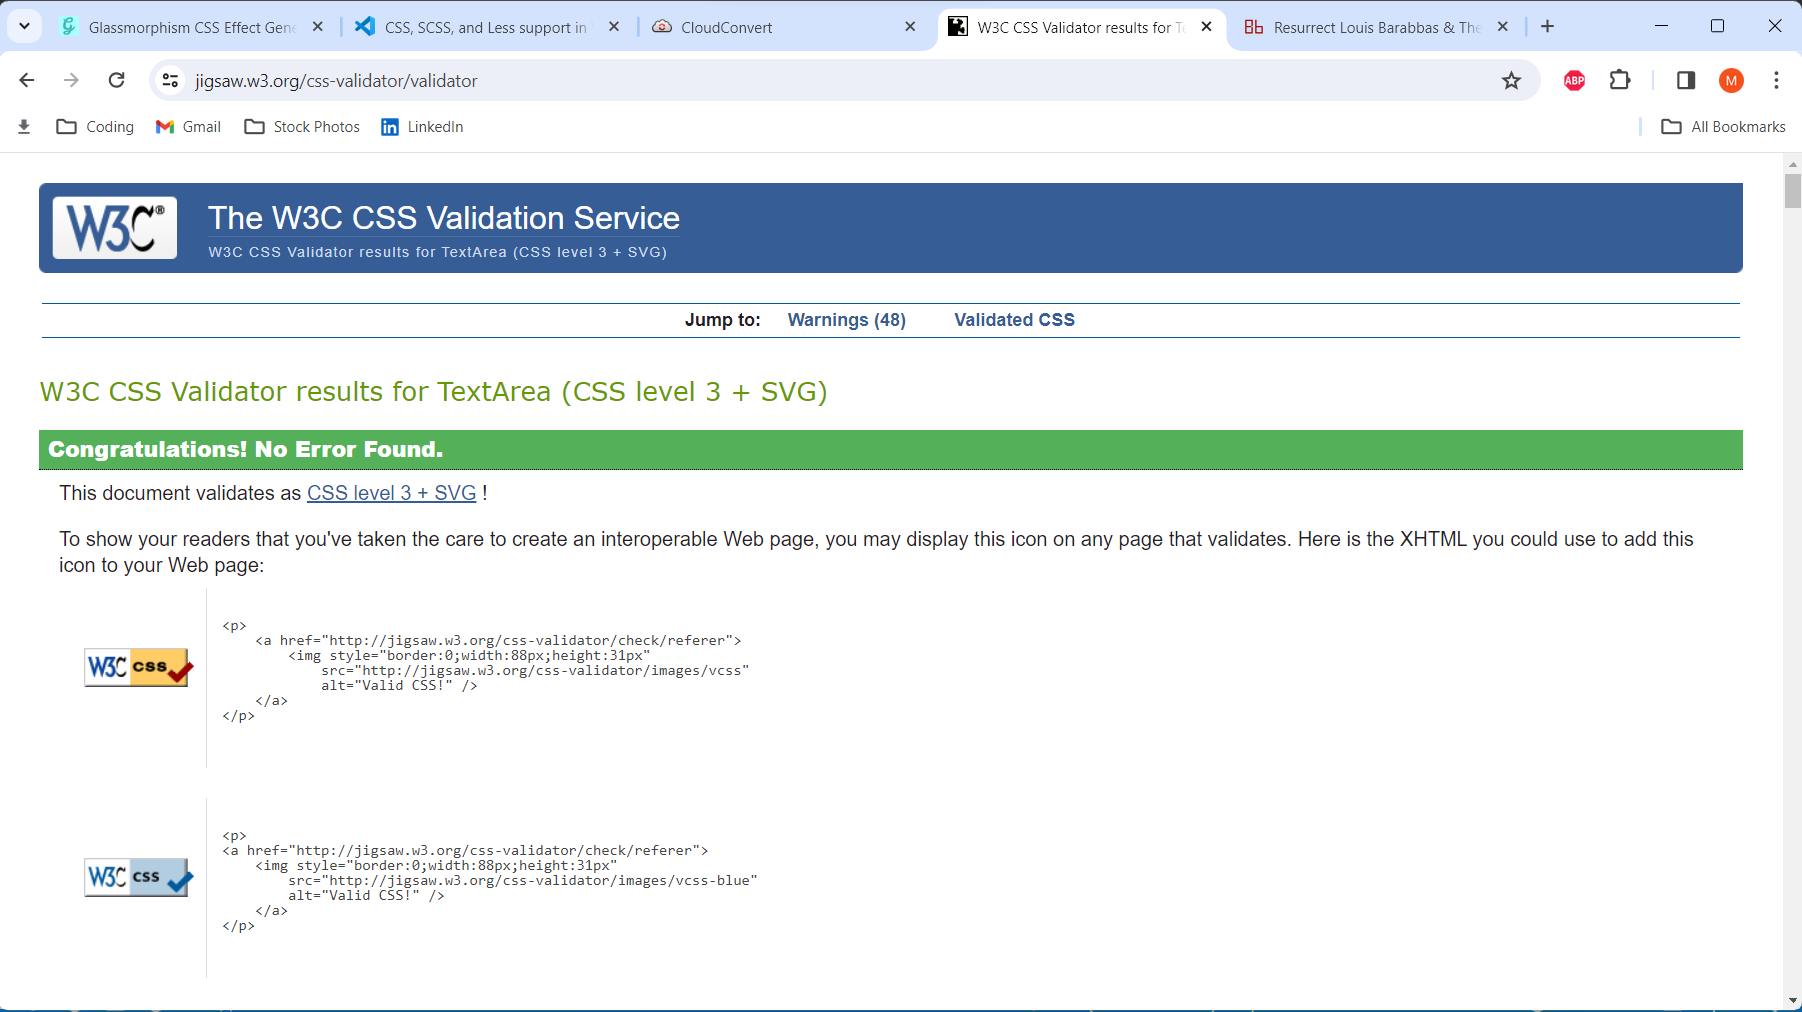 Glassmorphism CSS Effect Gene
CSS, SCSS, and Less support in
CloudConvert
W3C CSS Validator results for Te
Bb Resurrect Louis Barabbas & The
jigsaw.w3.org/css-validator/validator
ABP
M
Coding
Gmail
Stock Photos
in LinkedIn
All Bookmarks
W3C®
The W3C CSS Validation Service
W3C CSS Validator results for TextArea (CSS level 3 + SVG)
Jump to: Warnings (48) Validated CSS
W3C CSS Validator results for TextArea (CSS level 3 + SVG)
Congratulations! No Error Found.
This document validates as CSS level 3 + SVG !
To show your readers that you've taken the care to create an interoperable Web page, you may display this icon on any page that validates. Here is the XHTML you could use to add this
icon to your Web page:
W3C css
<p>
<a href="http://jigsaw.w3.org/css-validator/check/referer">
<img style="border:0;width:88px;height:31px"
src="http://jigsaw.w3.org/css-validator/images/vcss"
alt="Valid CSS!" />
</a>
</p>
W3C css
<p>
<a href="http://jigsaw.w3.org/css-validator/check/referer">
<img style="border:0;width:88px;height:31px"
src="http://jigsaw.w3.org/css-validator/images/vcss-blue"
alt="Valid CSS!" />
</a>
</p>